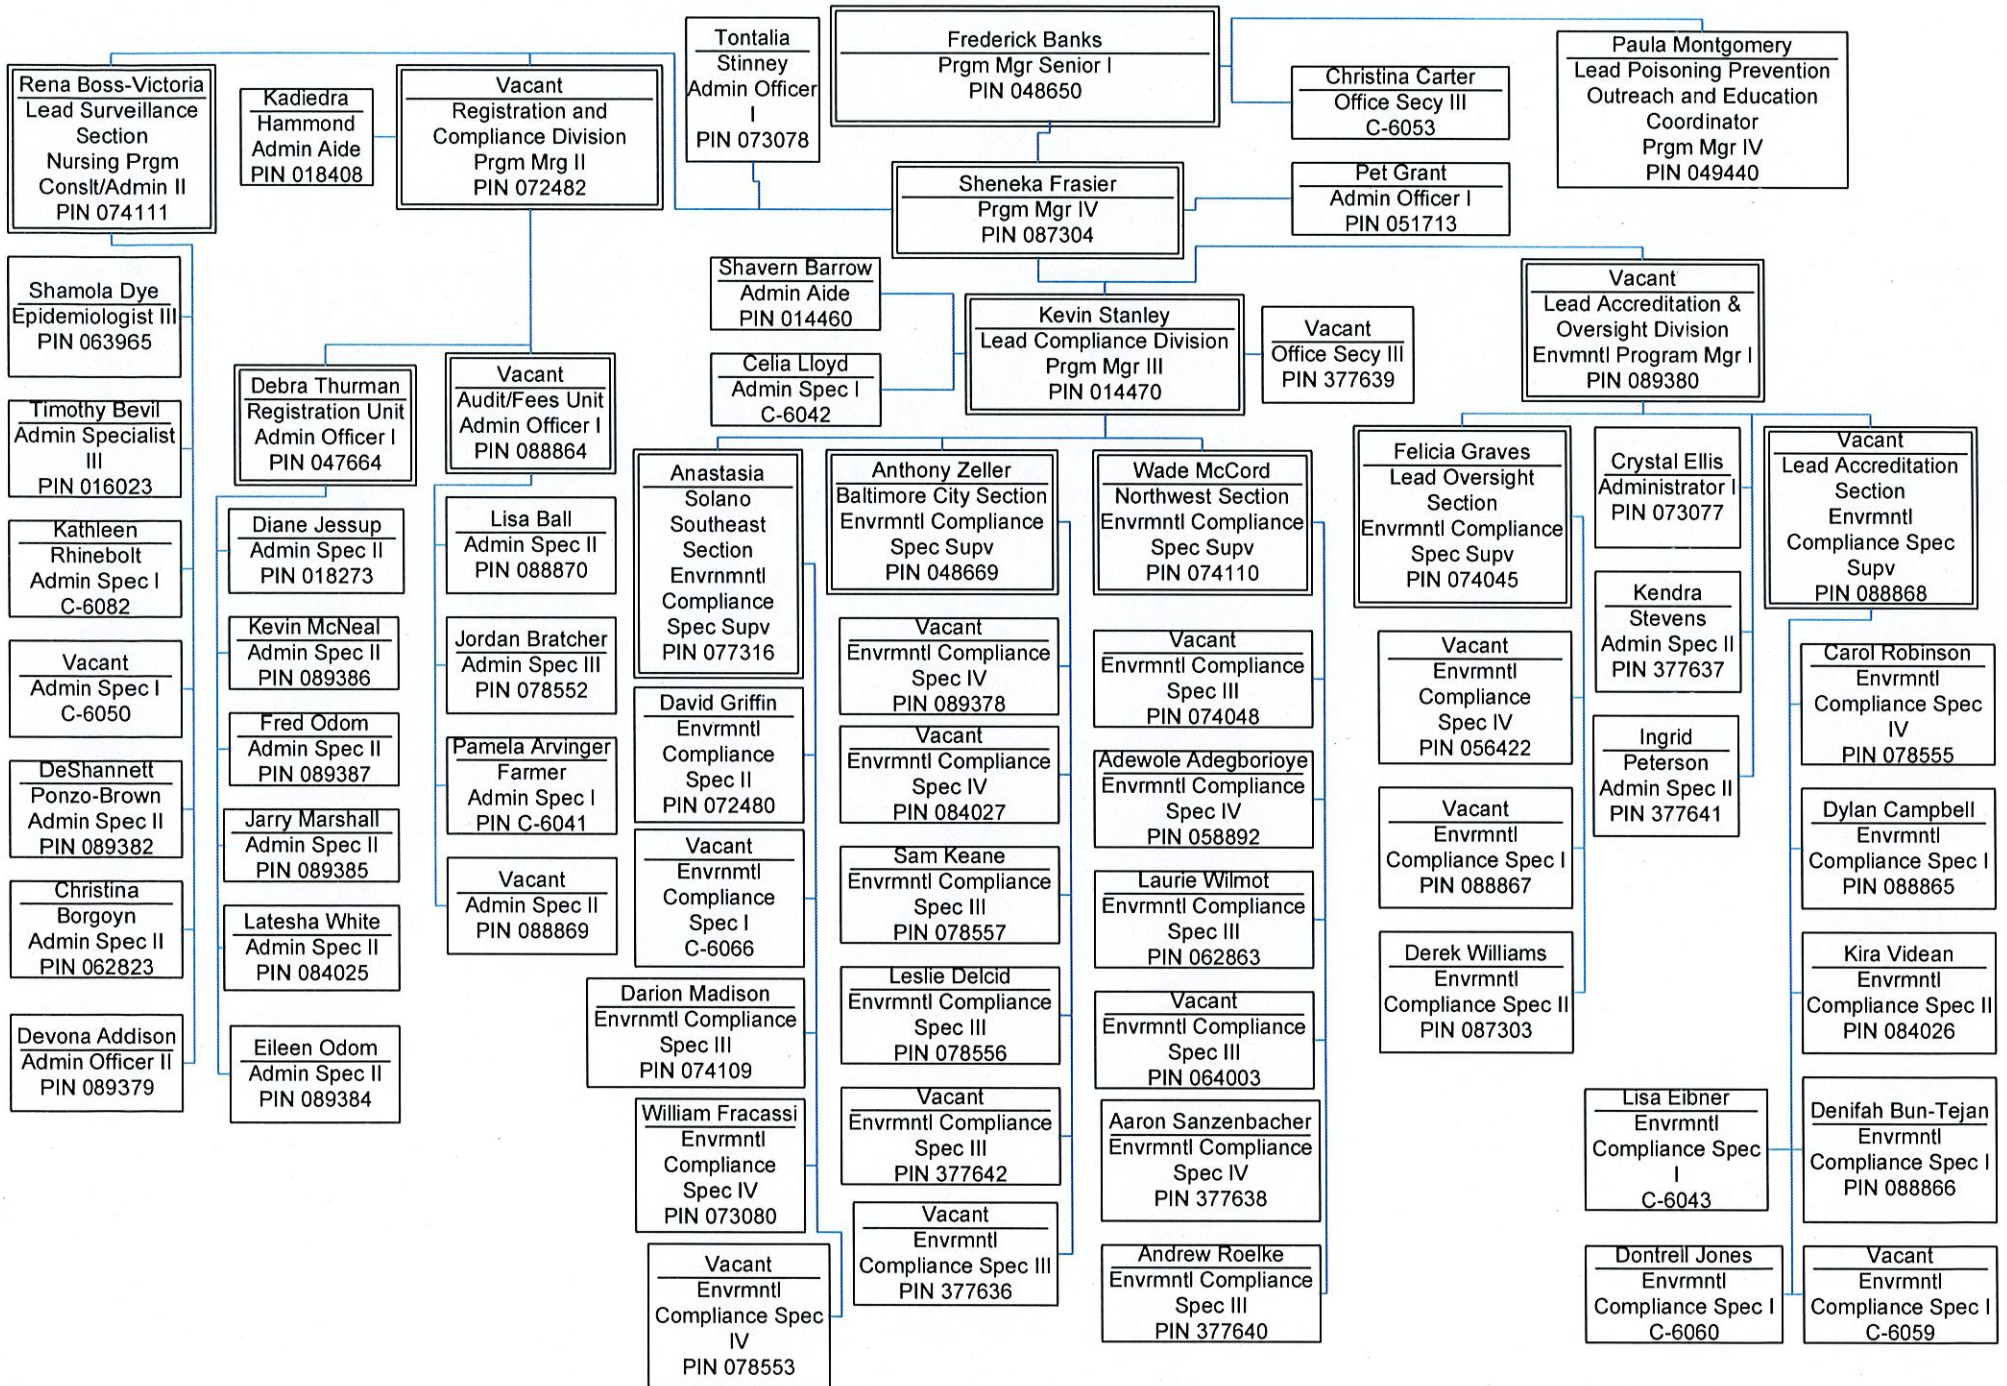 Frederick Banks
Prgm Mgr Senior I
PIN 048650
Tontalia
Stinney
Admin Officer
I
PIN 073078
Christina Carter
Office Secy III
C-6053
Paula Montgomery
Lead Poisoning Prevention
Outreach and Education
Coordinator
Prgm Mgr IV
PIN 049440
Rena Boss-Victoria
Lead Surveillance
Section
Nursing Prgm
Conslt/Admin II
PIN 074111
Kadiedra
Hammond
Admin Aide
PIN 018408
Vacant
Registration and
Compliance Division
Prgm Mrg II
PIN 072482
Sheneka Frasier
Prgm Mgr IV
PIN 087304
Pet Grant
Admin Officer I
PIN 051713
Shamola Dye
Epidemiologist III
PIN 063965
Timothy Bevil
Admin Specialist
III
PIN 016023
Kathleen
Rhinebolt
Admin Spec I
C-6082
Vacant
Admin Spec I
C-6050
DeShannett
Ponzo-Brown
Admin Spec II
PIN 089382
Christina
Borgoyn
Admin Spec II
PIN 062823
Devona Addison
Admin Officer II
PIN 089379
Debra Thurman
Registration Unit
Admin Officer I
PIN 047664
Diane Jessup
Admin Spec II
PIN 018273
Kevin McNeal
Admin Spec II
PIN 089386
Fred Odom
Admin Spec II
PIN 089387
Jarry Marshall
Admin Spec II
PIN 089385
Latesha White
Admin Spec II
PIN 084025
Eileen Odom
Admin Spec II
PIN 089384
Vacant
Audit/Fees Unit
Admin Officer I
PIN 088864
Lisa Ball
Admin Spec II
PIN 088870
Jordan Bratcher
Admin Spec III
PIN 078552
Pamela Arvinger
Farmer
Admin Spec I
PIN C-6041
Vacant
Admin Spec II
PIN 088869
Shavern Barrow
Admin Aide
PIN 014460
Celia Lloyd
Admin Spec I
C-6042
Kevin Stanley
Lead Compliance Division
Prgm Mgr III
PIN 014470
Vacant
Office Secy III
PIN 377639
Anastasia
Solano
Southeast
Section
Envrnmntl
Compliance
Spec Supv
PIN 077316
David Griffin
Envrmntl
Compliance
Spec II
PIN 072480
Vacant
Envrnmtl
Compliance
Spec I
C-6066
Darion Madison
Envrnmtl Compliance
Spec III
PIN 074109
William Fracassi
Envrmntl
Compliance
Spec IV
PIN 073080
Vacant
Envrmntl
Compliance Spec
IV
PIN 078553
Anthony Zeller
Baltimore City Section
Envrmntl Compliance
Spec Supv
PIN 048669
Vacant
Envrmntl Compliance
Spec IV
PIN 089378
Vacant
Envrmntl Compliance
Spec IV
PIN 084027
Sam Keane
Envrmntl Compliance
Spec III
PIN 078557
Leslie Delcid
Envrmntl Compliance
Spec III
PIN 078556
Vacant
Envrmntl Compliance
Spec III
PIN 377642
Vacant
Envrmntl
Compliance Spec III
PIN 377636
Wade McCord
Northwest Section
Envrmntl Compliance
Spec Supv
PIN 074110
Vacant
Envrmntl Compliance
Spec III
PIN 074048
Adewole Adegborioye
Envrmntl Compliance
Spec IV
PIN 058892
Laurie Wilmot
Envrmntl Compliance
Spec III
PIN 062863
Vacant
Envrmntl Compliance
Spec III
PIN 064003
Aaron Sanzenbacher
Envrmntl Compliance
Spec IV
PIN 377638
Andrew Roelke
Envrmntl Compliance
Spec III
PIN 377640
Vacant
Lead Accreditation &
Oversight Division
Envmntl Program Mgr I
PIN 089380
Felicia Graves
Lead Oversight
Section
Envrmntl Compliance
Spec Supv
PIN 074045
Vacant
Envrmntl
Compliance
Spec IV
PIN 056422
Vacant
Envrmntl
Compliance Spec I
PIN 088867
Derek Williams
Envrmntl
Compliance Spec II
PIN 087303
Crystal Ellis
Administrator I
PIN 073077
Kendra
Stevens
Admin Spec II
PIN 377637
Ingrid
Peterson
Admin Spec II
PIN 377641
Vacant
Lead Accreditation
Section
Envrmntl
Compliance Spec
Supv
PIN 088868
Carol Robinson
Envrmntl
Compliance Spec
IV
PIN 078555
Dylan Campbell
Envrmntl
Compliance Spec I
PIN 088865
Kira Videan
Envrmntl
Compliance Spec II
PIN 084026
Lisa Eibner
Envrmntl
Compliance Spec
I
C-6043
Denifah Bun-Tejan
Envrmntl
Compliance Spec I
PIN 088866
Dontrell Jones
Envrmntl
Compliance Spec I
C-6060
Vacant
Envrmntl
Compliance Spec I
C-6059